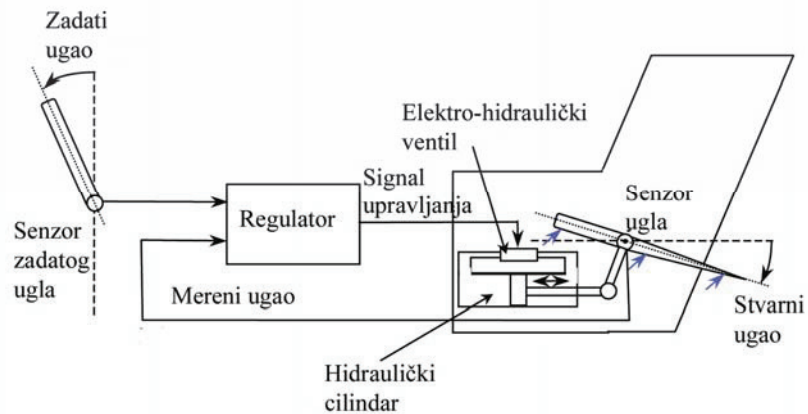 Zadati
ugao
Elektro-hidraulički
ventil
Signal
upravljanja
Senzor
ugla
Regulator
Senzor
zadatog
ugla
Mereni ugao
Stvarni
ugao
Hidraulički
cilindar